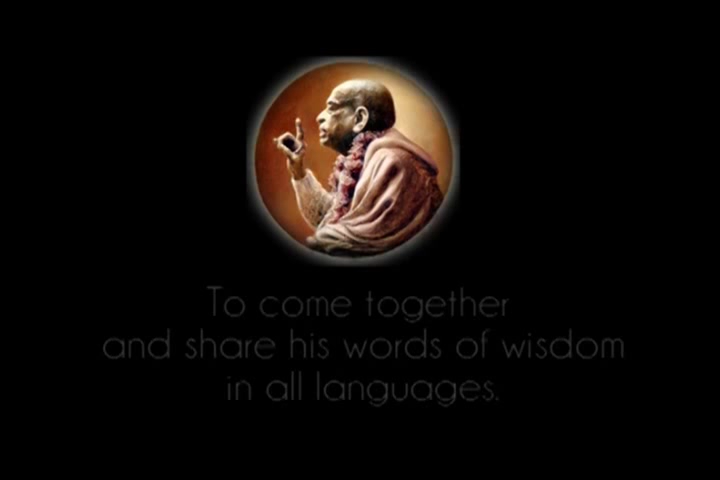 To come together
and share his words of wisdom
in all languages.